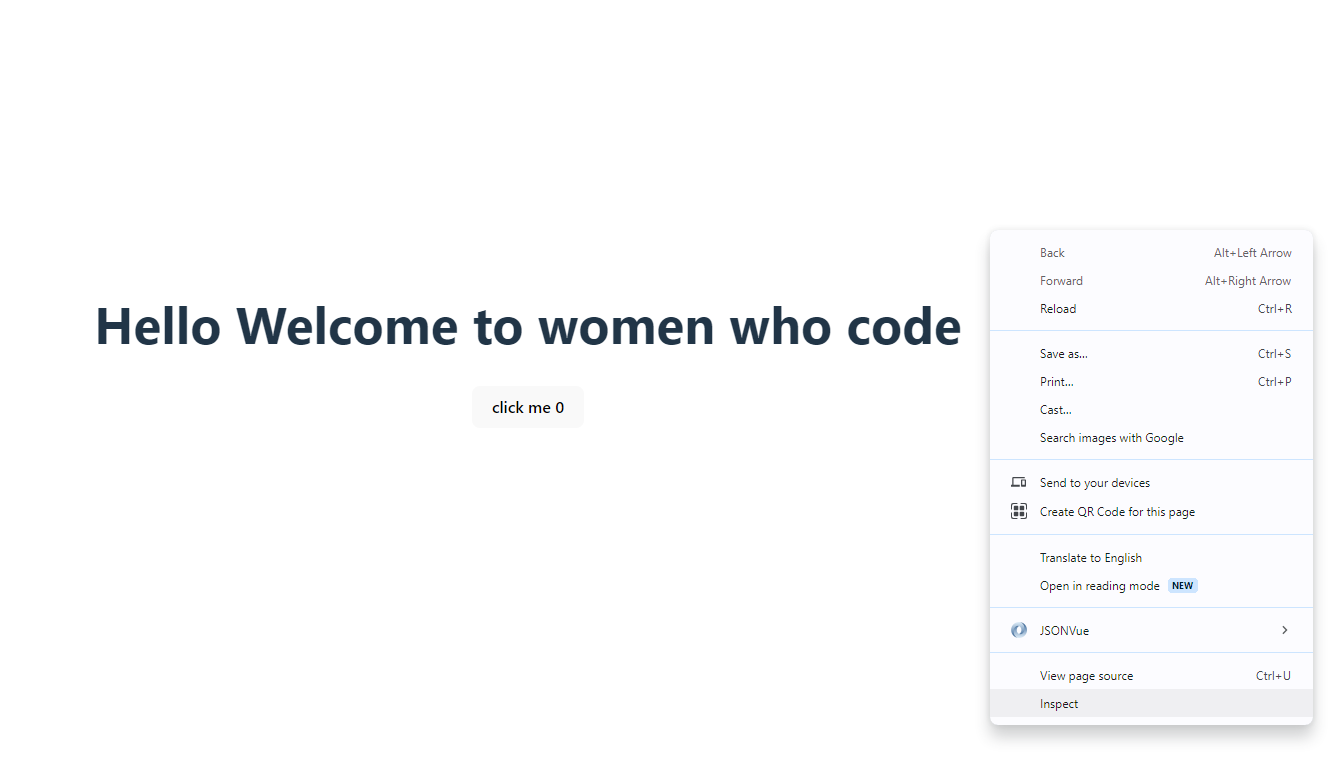 Hello Welcome to women who code
click me 0
Back Alt+Left Arrow
Forward Alt+Right Arrow
Reload Ctrl+R
Save as... Ctrl+S
Print... Ctrl+P
Cast...
Search images with Google
Send to your devices
Create QR Code for this page
Translate to English
Open in reading mode NEW
JSONVue
View page source Ctrl+U
Inspect